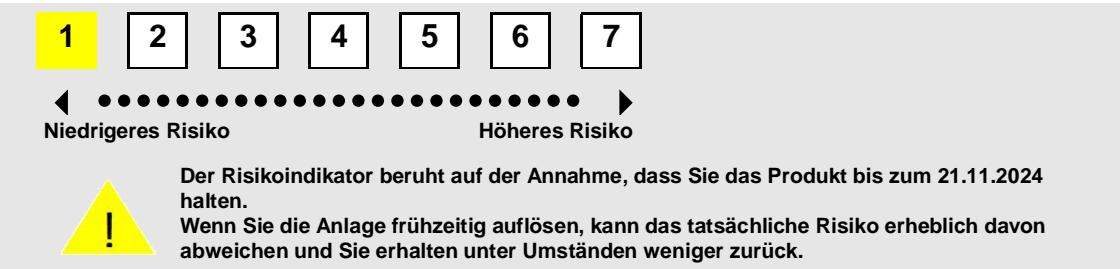 1 2 3 4 5 6 7
Niedrigeres Risiko Höheres Risiko
Der Risikoindikator beruht auf der Annahme, dass Sie das Produkt bis zum 21.11.2024
halten.
Wenn Sie die Anlage frühzeitig auflösen, kann das tatsächliche Risiko erheblich davon
abweichen und Sie erhalten unter Umständen weniger zurück.
!